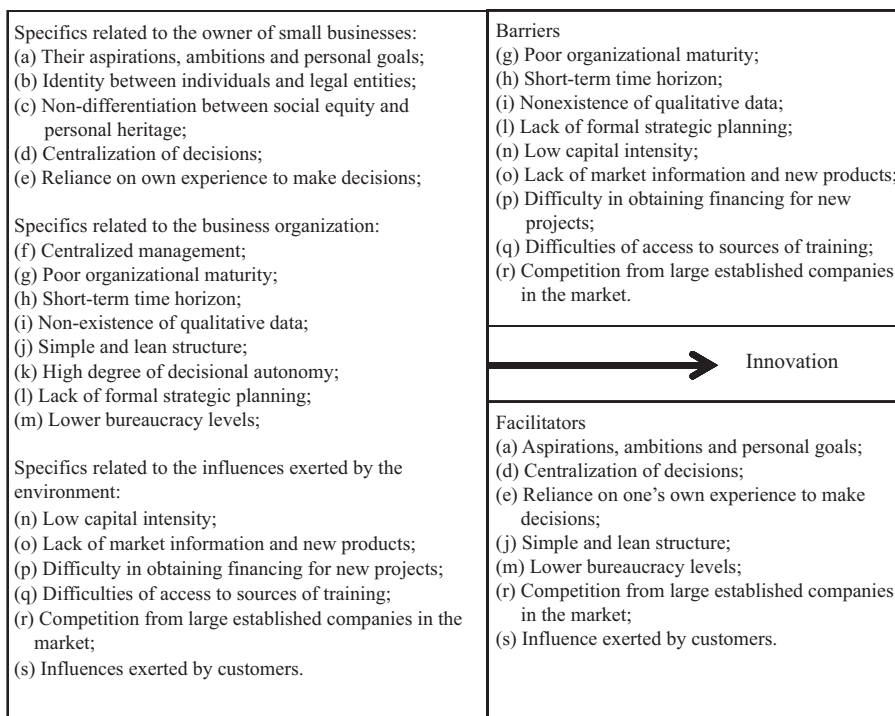 Specifics related to the owner of small businesses:
(a) Their aspirations, ambitions and personal goals;
(b) Identity between individuals and legal entities;
(c) Non-differentiation between social equity and
personal heritage;
(d) Centralization of decisions;
(e) Reliance on own experience to make decisions;
Specifics related to the business organization:
(f) Centralized management;
(g) Poor organizational maturity;
(h) Short-term time horizon;
(i) Non-existence of qualitative data;
(j) Simple and lean structure;
(k) High degree of decisional autonomy;
(l) Lack of formal strategic planning;
(m) Lower bureaucracy levels;
Specifics related to the influences exerted by the
environment:
(n) Low capital intensity;
(o) Lack of market information and new products;
(p) Difficulty in obtaining financing for new projects;
(q) Difficulties of access to sources of training;
(r) Competition from large established companies in the
market;
(s) Influences exerted by customers.
Barriers
(g) Poor organizational maturity;
(h) Short-term time horizon;
(i) Nonexistence of qualitative data;
(l) Lack of formal strategic planning;
(n) Low capital intensity;
(o) Lack of market information and new products;
(p) Difficulty in obtaining financing for new
projects;
(q) Difficulties of access to sources of training;
(r) Competition from large established companies
in the market.
Innovation
Facilitators
(a) Aspirations, ambitions and personal goals;
(d) Centralization of decisions;
(e) Reliance on one's own experience to make
decisions;
(j) Simple and lean structure;
(m) Lower bureaucracy levels;
(r) Competition from large established companies
in the market;
(s) Influence exerted by customers.